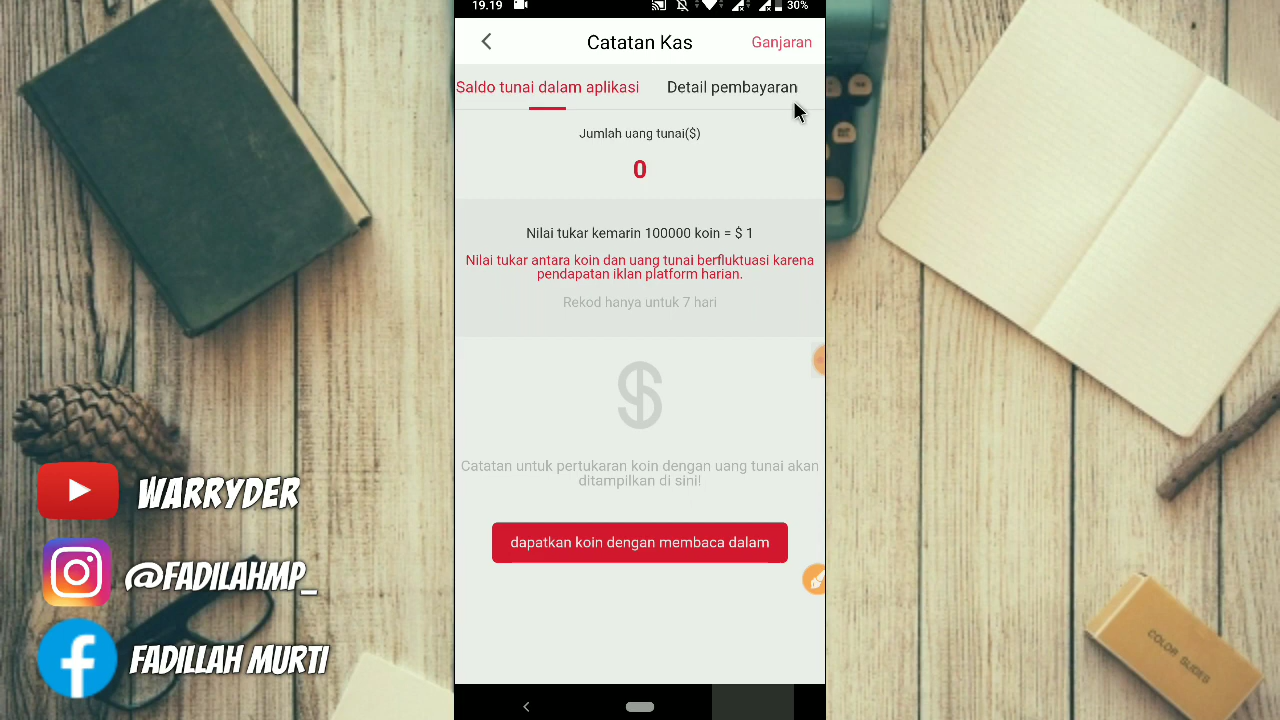 19.19
30%
Catatan Kas
Ganjaran
Saldo tunai dalam aplikasi
Detail pembayaran
Jumlah uang tunai($)
0
Nilai tukar kemarin 100000 koin = $ 1
Nilai tukar antara koin dan uang tunai berfluktuasi karena
pendapatan iklan platform harian.
Rekod hanya untuk 7 hari
$
Catatan untuk pertukaran koin dengan uang tunai akan
ditampilkan di sini!
dapatkan koin dengan membaca dalam
WARRYDER
@FADILAHMP_
FADILLAH MURTI
COLOR SLIDES